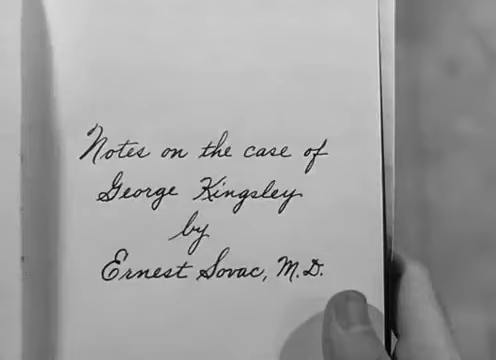 Notes on the case of
George Kingsley
by
Ernest Sovac, M.D.